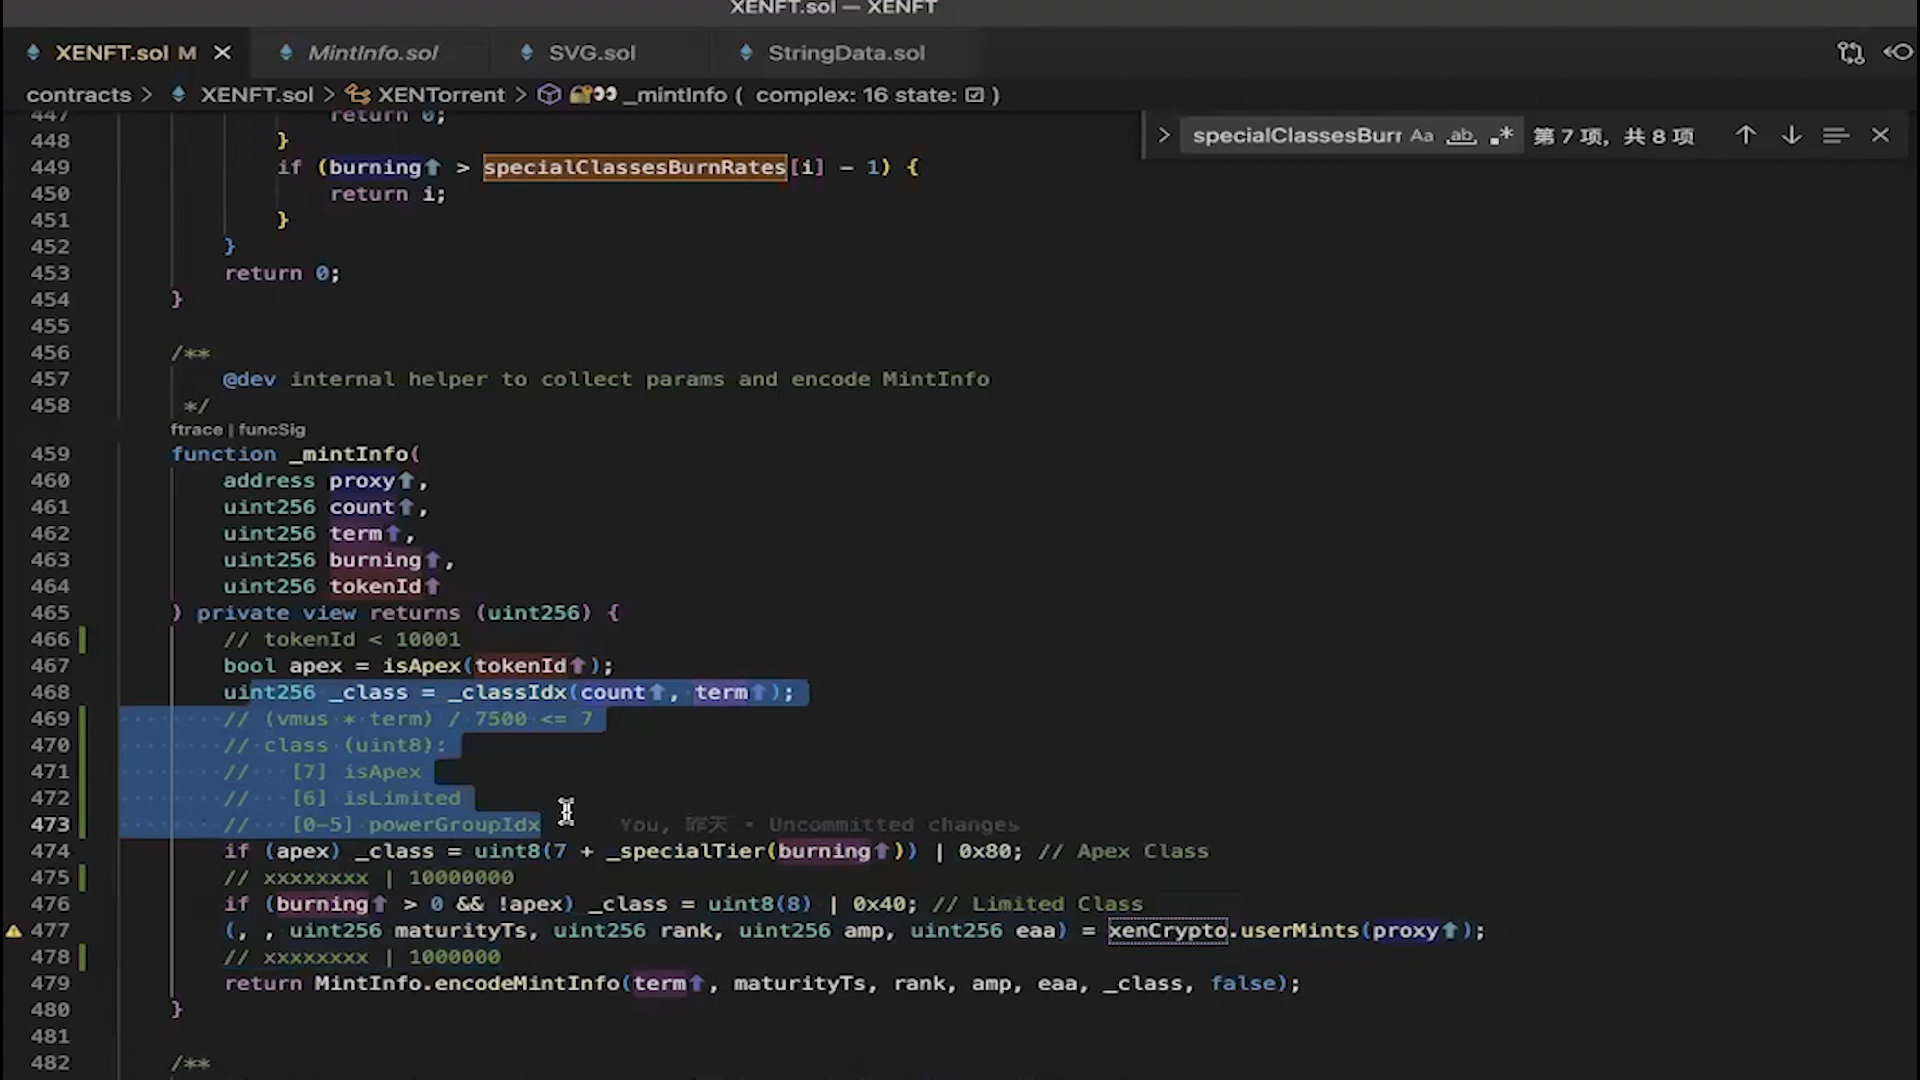 XENFT.sol — XENFT
XENFT.sol M
MintInfo.sol
SVG.sol
StringData.sol
contracts > XENFT.sol > XENTorrent > _mintInfo ( complex: 16 state: )
specialClassesBurr Aa ab .* 第 7 项, 共 8 项
447 return 0;
448 }
449 if (burning > specialClassesBurnRates[i] - 1) {
450 return i;
451 }
452 }
453 return 0;
454 }
455
456 /**
457 @dev internal helper to collect params and encode MintInfo
458 */
ftrace | funcSig
459 function _mintInfo(
460 address proxy,
461 uint256 count,
462 uint256 term,
463 uint256 burning,
464 uint256 tokenId
465 ) private view returns (uint256) {
466 // tokenId < 10001
467 bool apex = isApex(tokenId);
468 uint256 _class = _classIdx(count, term);
469 // (vmus * term) / 7500 <= 7
470 // class (uint8):
471 // [7] isApex
472 // [6] isLimited
473 // [0-5] powerGroupIdx You, 昨天 • Uncommitted changes
474 if (apex) _class = uint8(7 + _specialTier(burning)) | 0x80; // Apex Class
475 // xxxxxxxx | 10000000
476 if (burning > 0 && !apex) _class = uint8(8) | 0x40; // Limited Class
477 (, , uint256 maturityTs, uint256 rank, uint256 amp, uint256 eaa) = xenCrypto.userMints(proxy);
478 // xxxxxxxx | 1000000
479 return MintInfo.encodeMintInfo(term, maturityTs, rank, amp, eaa, _class, false);
480 }
481
482 /**